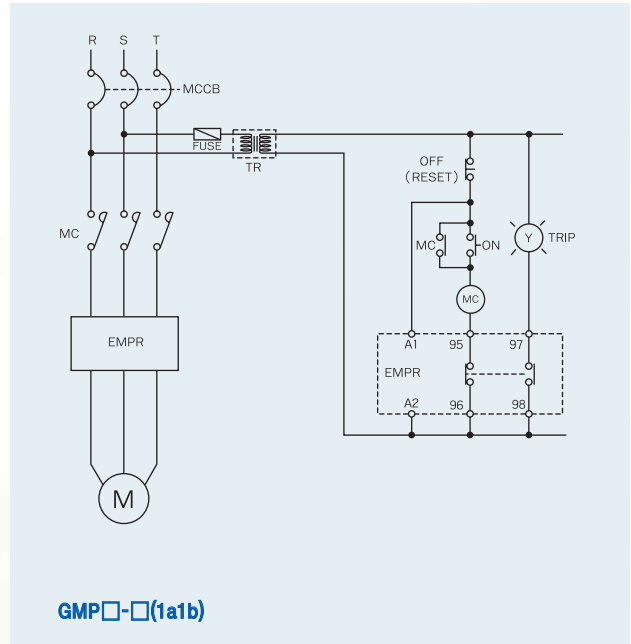 R S T
MCCB
FUSE
TR
OFF
(RESET)
MC
MC
ON
Y
TRIP
MC
EMPR
A1
95
97
EMPR
A2
96
98
M
GMP□-□(1a1b)